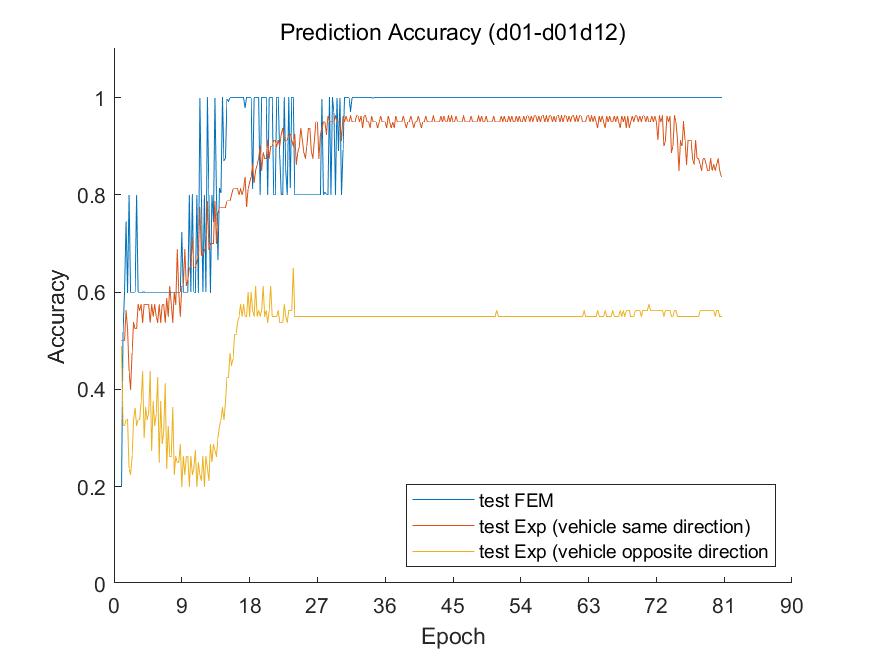 Prediction Accuracy (d01-d01d12)
1
0.8
0.6
0.4
0.2
0
Accuracy
test FEM
test Exp (vehicle same direction)
test Exp (vehicle opposite direction
0 9 18 27 36 45 54 63 72 81 90
Epoch